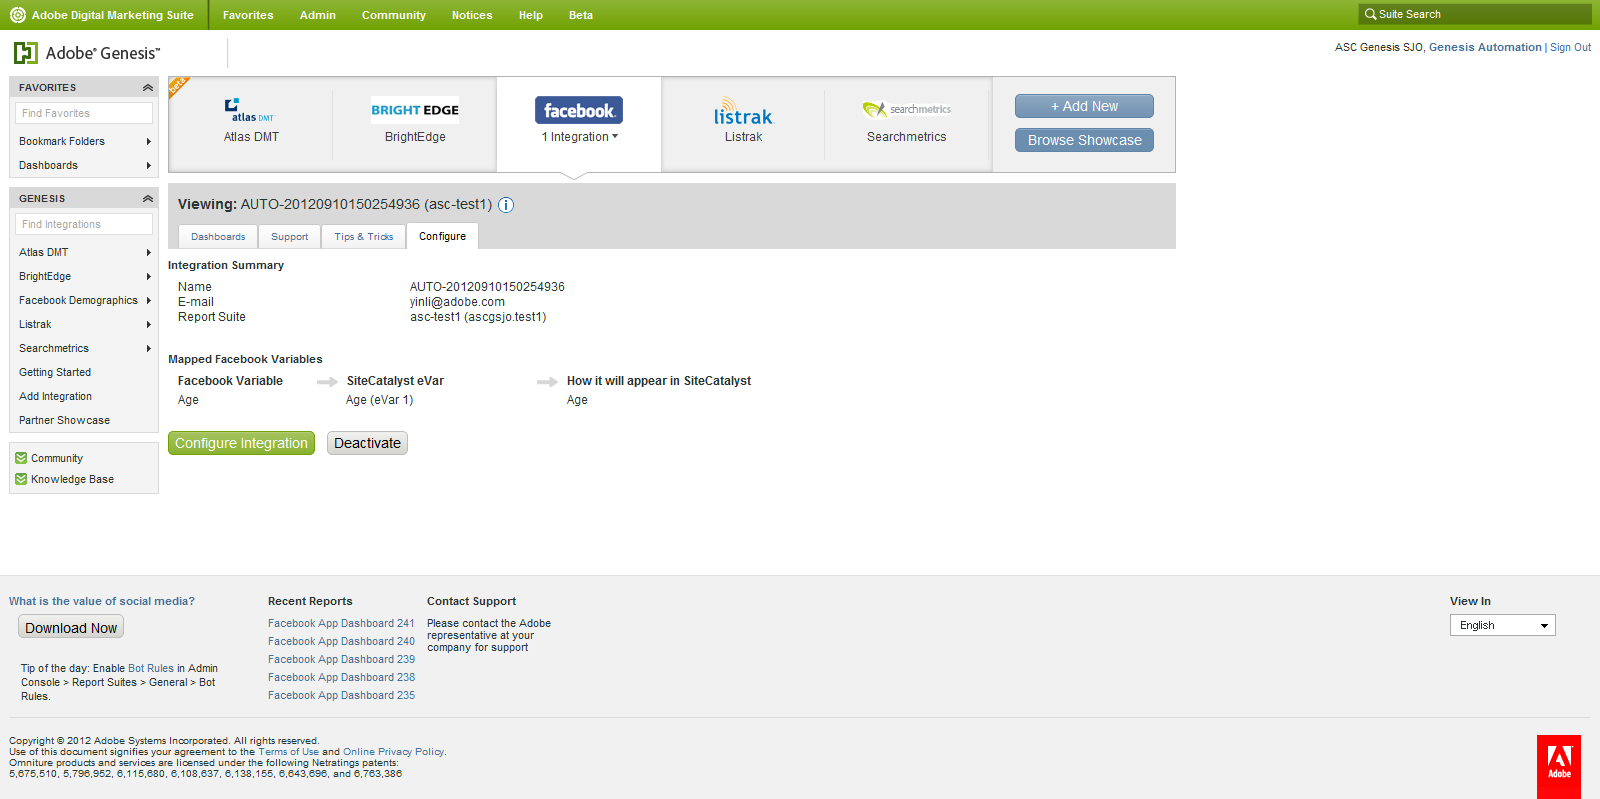 Adobe Digital Marketing Suite Favorites Admin Community Notices Help Beta Suite Search
Adobe® Genesis™
ASC Genesis SJO, Genesis Automation | Sign Out
FAVORITES
Find Favorites
Bookmark Folders
Dashboards
GENESIS
Find Integrations
Atlas DMT
BrightEdge
Facebook Demographics
Listrak
Searchmetrics
Getting Started
Add Integration
Partner Showcase
Community
Knowledge Base
beta
atlas DMT
Atlas DMT
BRIGHT EDGE
BrightEdge
facebook.
1 Integration
listrak
Listrak
searchmetrics
Searchmetrics
+ Add New
Browse Showcase
Viewing: AUTO-20120910150254936 (asc-test1) i
Dashboards Support Tips & Tricks Configure
Integration Summary
Name AUTO-20120910150254936
E-mail yinli@adobe.com
Report Suite asc-test1 (ascgsjo.test1)
Mapped Facebook Variables
Facebook Variable SiteCatalyst eVar How it will appear in SiteCatalyst
Age Age (eVar 1) Age
Configure Integration Deactivate
What is the value of social media?
Download Now
Tip of the day: Enable Bot Rules in Admin
Console > Report Suites > General > Bot
Rules.
Recent Reports
Facebook App Dashboard 241
Facebook App Dashboard 240
Facebook App Dashboard 239
Facebook App Dashboard 238
Facebook App Dashboard 235
Contact Support
Please contact the Adobe
representative at your
company for support
View In
English
Copyright © 2012 Adobe Systems Incorporated. All rights reserved.
Use of this document signifies your agreement to the Terms of Use and Online Privacy Policy.
Omniture products and services are licensed under the following Netratings patents:
5,675,510, 5,796,952, 6,115,680, 6,108,637, 6,138,155, 6,643,696, and 6,763,386
Adobe